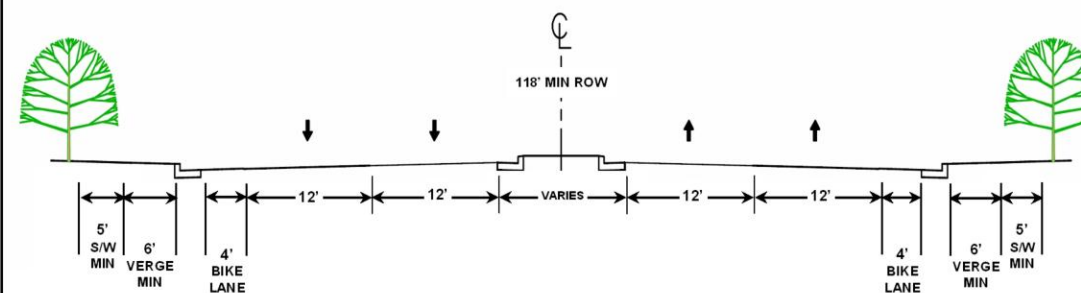 ℄
118' MIN ROW
12'
12'
VARIES
12'
12'
5'
S/W
MIN
6'
VERGE
MIN
4'
BIKE
LANE
4'
BIKE
LANE
6'
VERGE
MIN
5'
S/W
MIN